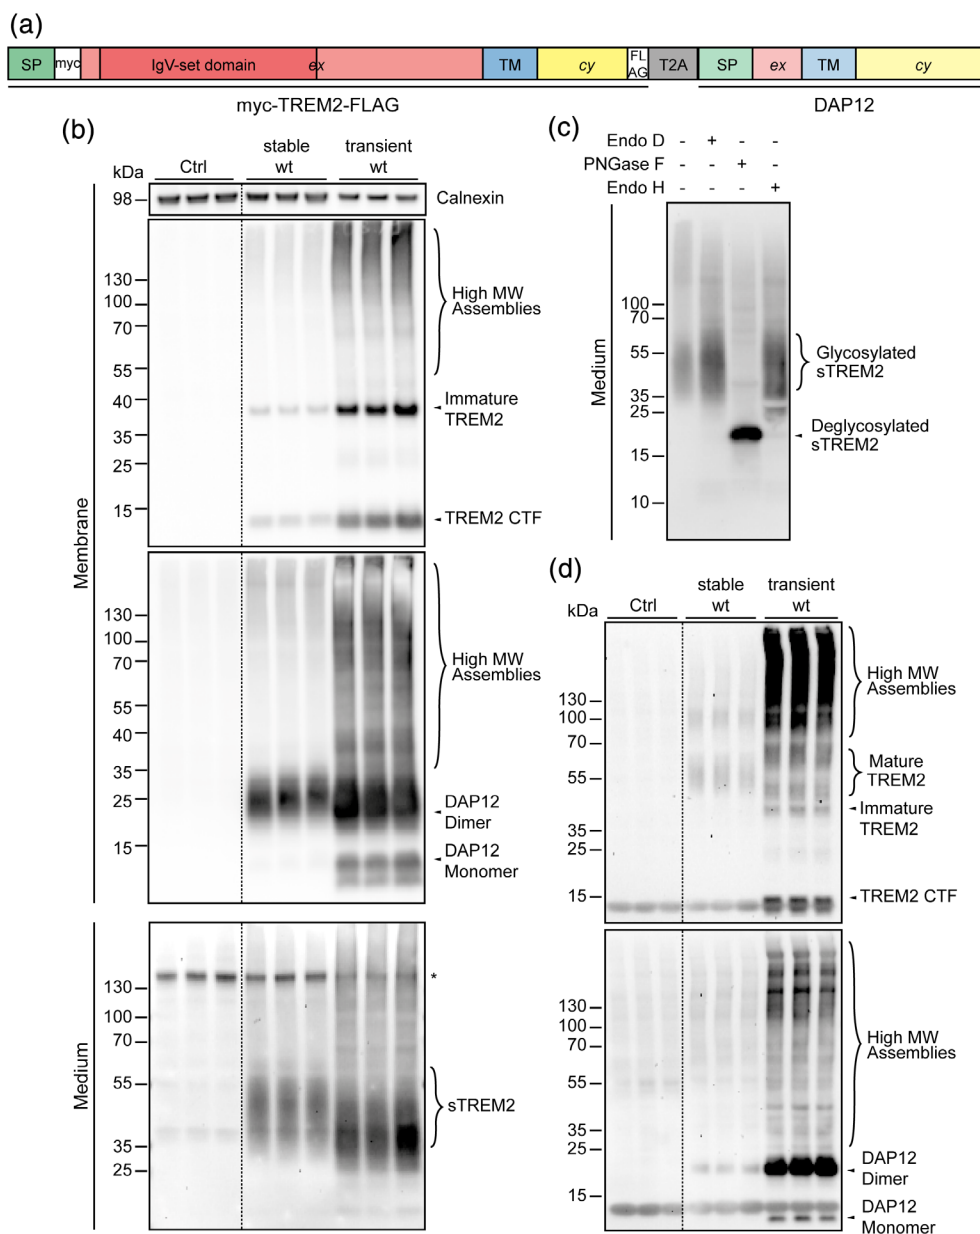 (a)
SP myc IgV-set domain ex TM cy FL AG T2A SP ex TM cy
myc-TREM2-FLAG DAP12
(b)
stable transient
kDa Ctrl wt wt
98 Calnexin
130
100
70
55
40
35
25
15
High MW
Assemblies
Immature
TREM2
TREM2 CTF
Membrane
130
100
70
55
40
35
25
15
High MW
Assemblies
DAP12
Dimer
DAP12
Monomer
130
100
70
55
35
25
*
sTREM2
Medium
(c)
Endo D - + - -
PNGase F - - + -
Endo H - - - +
100
70
55
35
25
15
10
Medium
Glycosylated
sTREM2
Deglycosylated
sTREM2
(d)
stable transient
kDa Ctrl wt wt
130
100
70
55
35
25
15
High MW
Assemblies
Mature
TREM2
Immature
TREM2
TREM2 CTF
130
100
70
55
35
25
15
High MW
Assemblies
DAP12
Dimer
DAP12
Monomer